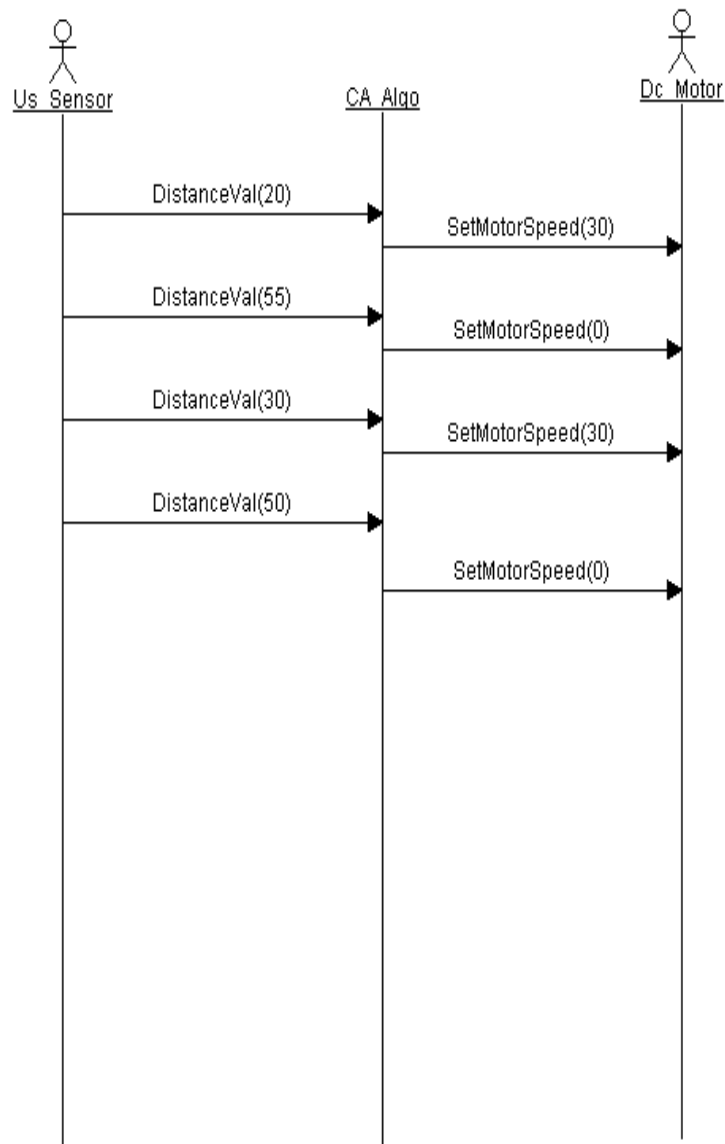 Us_Sensor
CA_Algo
Dc_Motor
DistanceVal(20)
SetMotorSpeed(30)
DistanceVal(55)
SetMotorSpeed(0)
DistanceVal(30)
SetMotorSpeed(30)
DistanceVal(50)
SetMotorSpeed(0)